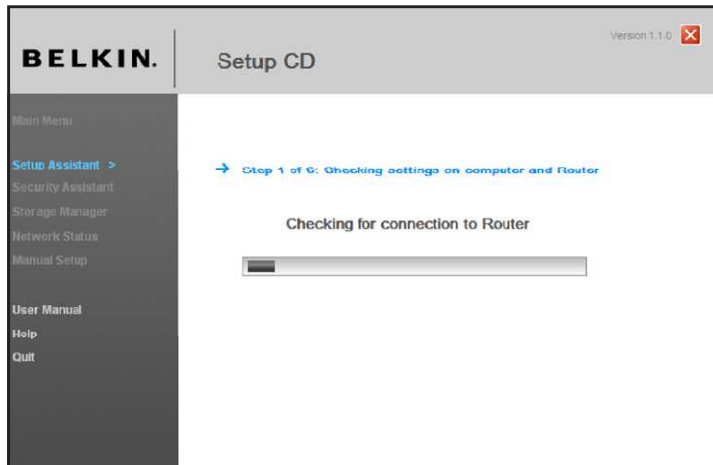 BELKIN.
Setup CD
Version 1.1.0
Main Menu
Setup Assistant >
Security Assistant
Storage Manager
Network Status
Manual Setup
User Manual
Help
Quit
Step 1 of 6: Checking settings on computer and Router
Checking for connection to Router